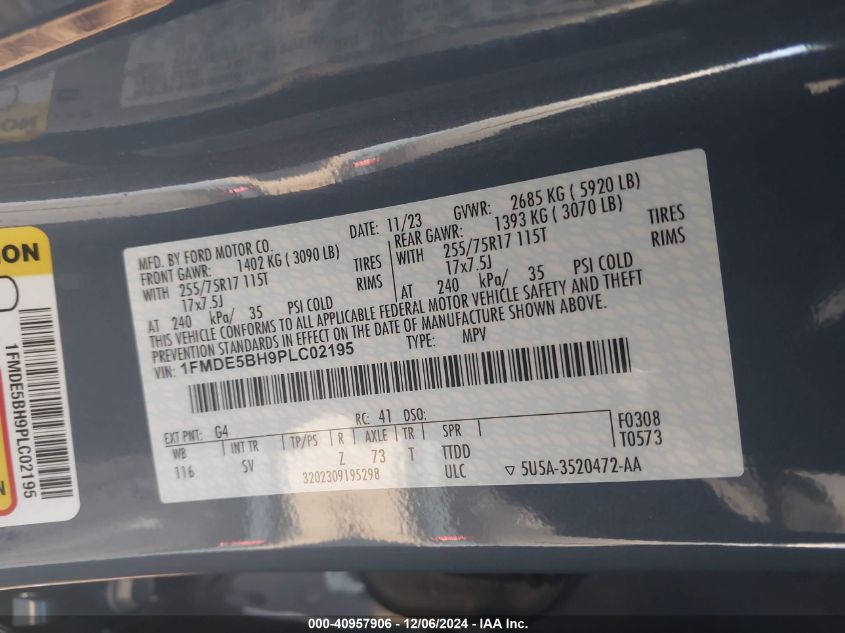 ION
1FMDE5BH9PLC02195
MFD. BY FORD MOTOR CO. DATE: 11/23 GVWR: 2685 KG ( 5920 LB)
FRONT GAWR: 1402 KG ( 3090 LB) REAR GAWR: 1393 KG ( 3070 LB)
WITH 255/75R17 115T TIRES WITH 255/75R17 115T TIRES
17x7.5J RIMS 17x7.5J RIMS
AT 240 kPa/ 35 PSI COLD AT 240 kPa/ 35 PSI COLD
THIS VEHICLE CONFORMS TO ALL APPLICABLE FEDERAL MOTOR VEHICLE SAFETY AND THEFT
PREVENTION STANDARDS IN EFFECT ON THE DATE OF MANUFACTURE SHOWN ABOVE.
VIN: 1FMDE5BH9PLC02195 TYPE: MPV
EXT PNT: G4 RC: 41 DSO: F0308
WB INT TR TP/PS R AXLE TR SPR T0573
116 SV Z 73 T TTDD
3202309195298 ULC 5U5A-3520472-AA
000-40957906 - 12/06/2024 - IAA Inc.